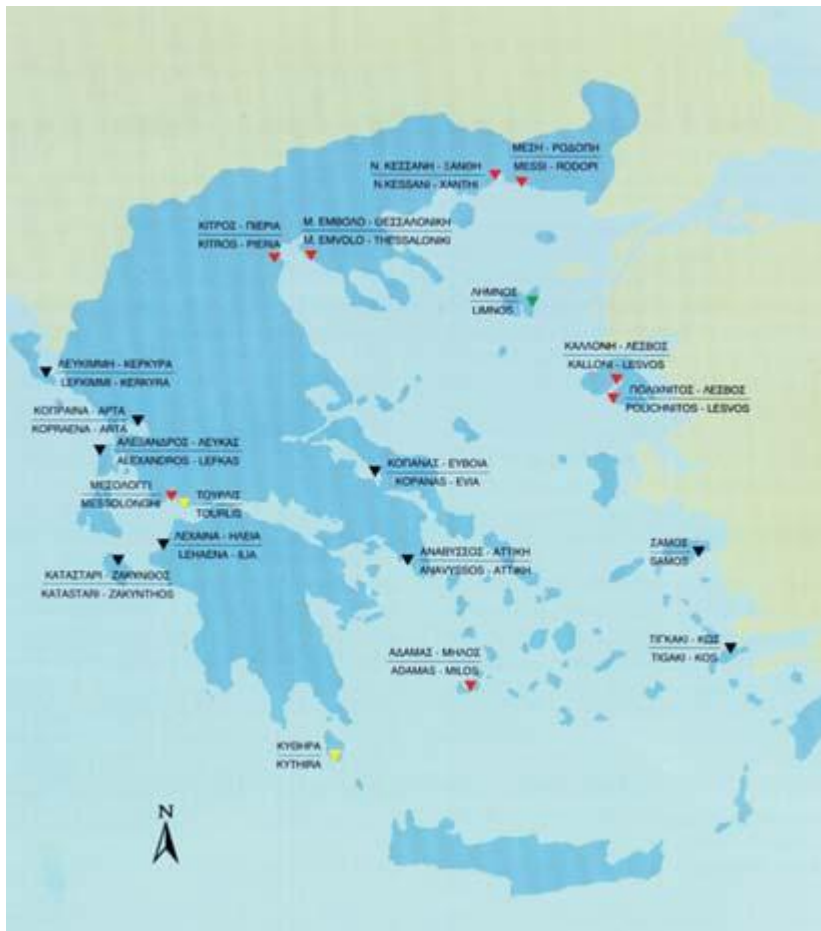 ΜΕΣΗ - ΡΟΔΟΠΗ
MESSI - RODOPI
Ν. ΚΕΣΣΑΝΗ - ΞΑΝΘΗ
N.KESSANI - XANTHI
ΚΙΤΡΟΣ - ΠΙΕΡΙΑ
KITROS - PIERIA
Μ. ΕΜΒΟΛΟ - ΘΕΣΣΑΛΟΝΙΚΗ
M. EMVOLO - THESSALONIKI
ΛΗΜΝΟΣ
LIMNOS
ΚΑΛΛΟΝΗ - ΛΕΣΒΟΣ
KALLONI - LESVOS
ΠΟΛΙΧΝΙΤΟΣ - ΛΕΣΒΟΣ
POLICHNITOS - LESVOS
ΛΕΥΚΙΜΜΗ - ΚΕΡΚΥΡΑ
LEFKIMMI - KERKYRA
ΚΟΠΡΑΙΝΑ - ΑΡΤΑ
KOPRAENA - ARTA
ΑΛΕΞΑΝΔΡΟΣ - ΛΕΥΚΑΣ
ALEXANDROS - LEFKAS
ΚΟΠΑΝΑΣ - ΕΥΒΟΙΑ
KOPANAS - EVIA
ΜΕΣΟΛΟΓΓΙ
MESSOLONGHI
ΤΟΥΡΛΙΣ
TOURLIS
ΛΕΧΑΙΝΑ - ΗΛΕΙΑ
LEHAENA - ILIA
ΑΝΑΒΥΣΣΟΣ - ΑΤΤΙΚΗ
ANAVYSSOS - ATTIKH
ΣΑΜΟΣ
SAMOS
ΚΑΤΑΣΤΑΡΙ - ΖΑΚΥΝΘΟΣ
KATASTARI - ZAKYNTHOS
ΤΙΓΚΑΚΙ - ΚΩΣ
TIGAKI - KOS
ΑΔΑΜΑΣ - ΜΗΛΟΣ
ADAMAS - MILOS
ΚΥΘΗΡΑ
KYTHIRA
N